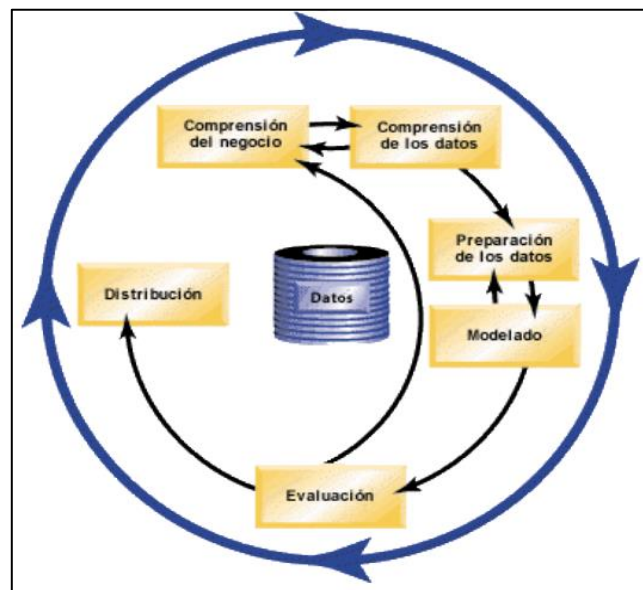 Comprensión
del negocio
Comprensión
de los datos
Preparación
de los datos
Distribución
Datos
Modelado
Evaluación